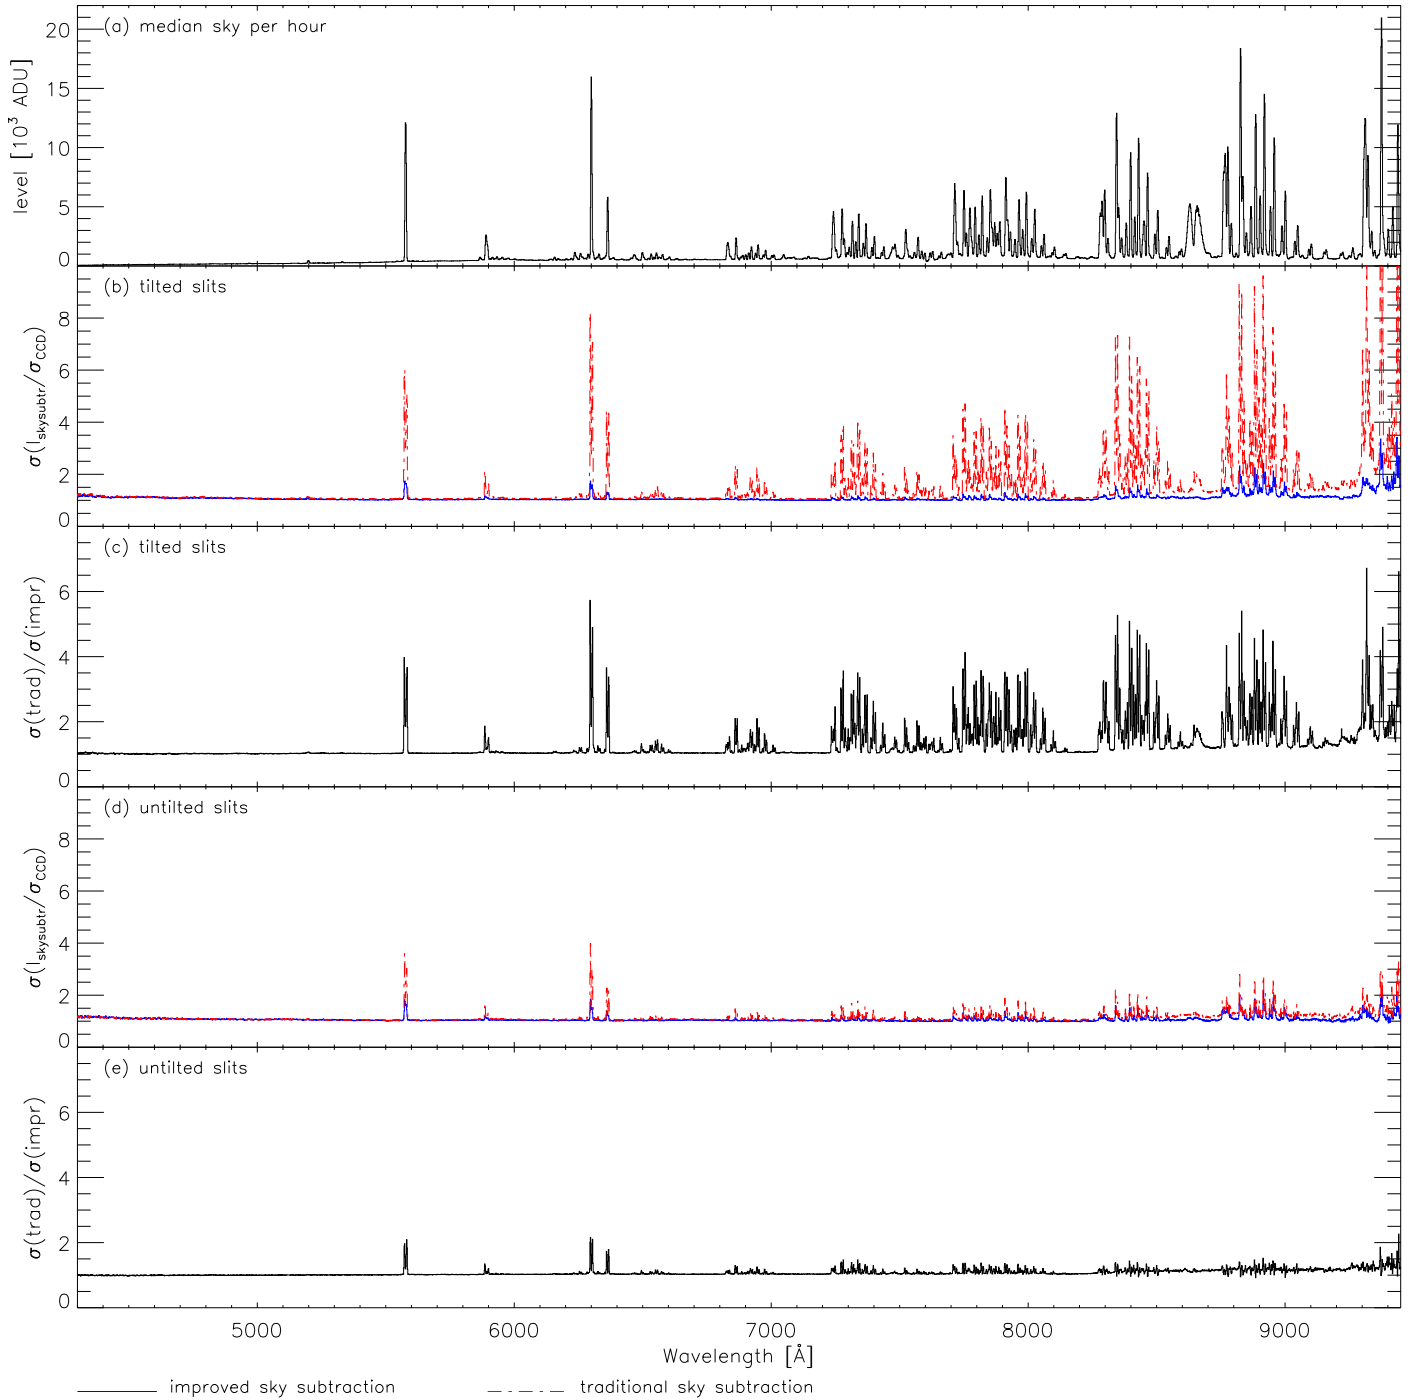 (a) median sky per hour
level [10³ ADU]
20
15
10
5
0
(b) tilted slits
σ(I_skysubtr/σ_CCD)
8
6
4
2
0
(c) tilted slits
σ(trad)/σ(impr)
6
4
2
0
(d) untilted slits
σ(I_skysubtr/σ_CCD)
8
6
4
2
0
(e) untilted slits
σ(trad)/σ(impr)
6
4
2
0
5000 6000 7000 8000 9000
Wavelength [Å]
improved sky subtraction
traditional sky subtraction